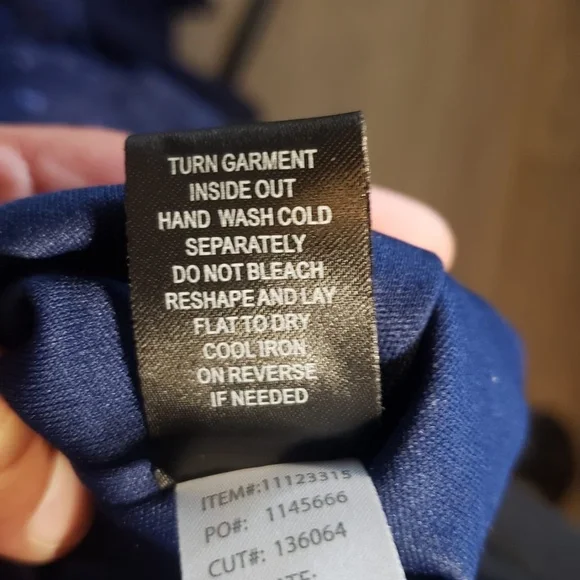 TURN GARMENT
INSIDE OUT
HAND WASH COLD
SEPARATELY
DO NOT BLEACH
RESHAPE AND LAY
FLAT TO DRY
COOL IRON
ON REVERSE
IF NEEDED
ITEM#:11123315
PO#: 1145666
CUT#: 136064